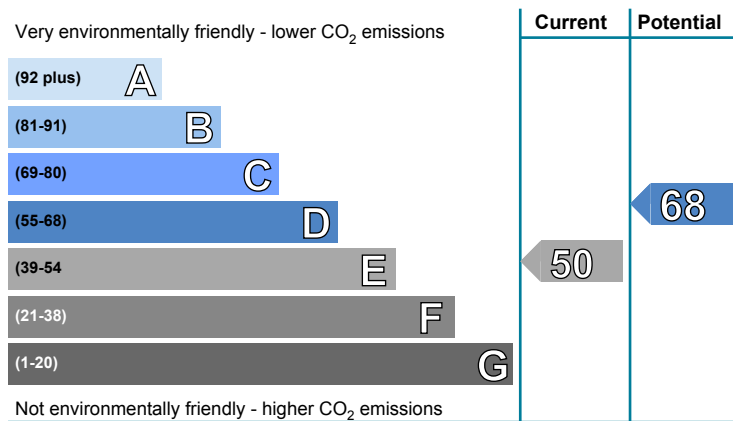 Very environmentally friendly - lower CO2 emissions
Current
Potential
(92 plus) A
(81-91) B
(69-80) C
(55-68) D
68
(39-54 E
50
(21-38) F
(1-20) G
Not environmentally friendly - higher CO2 emissions